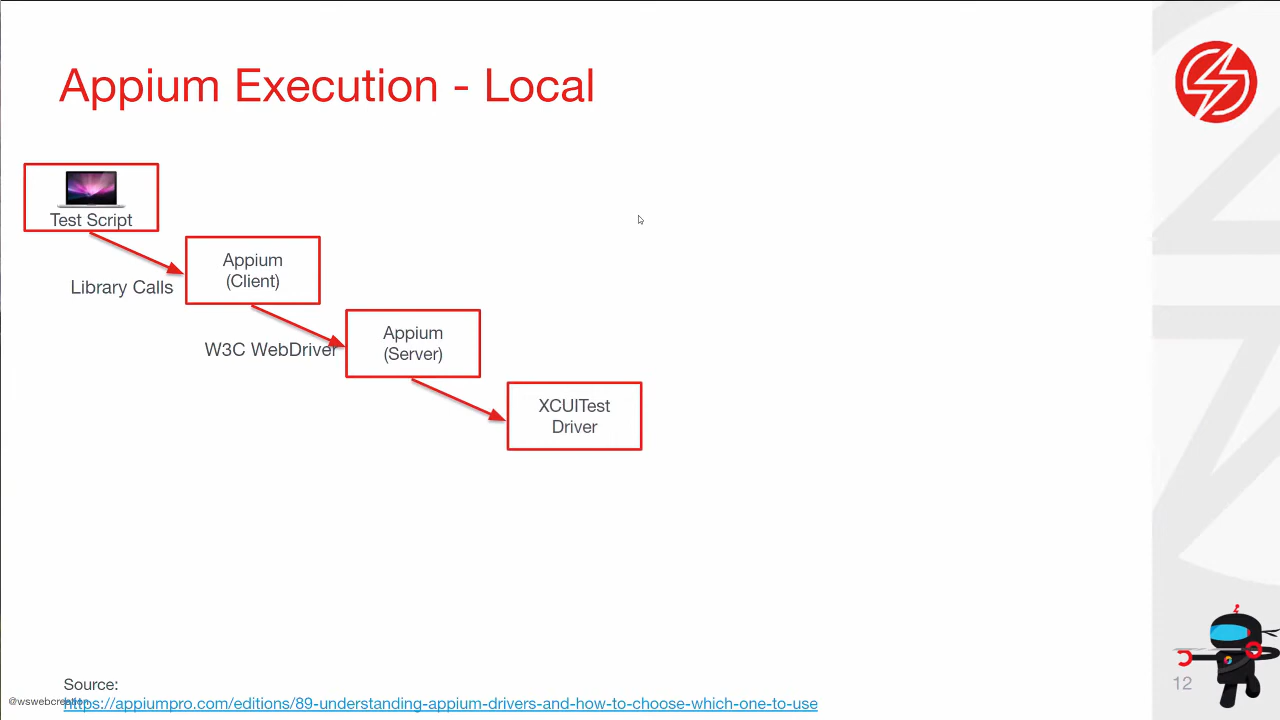 Appium Execution - Local
Test Script
Library Calls
Appium
(Client)
W3C WebDriver
Appium
(Server)
XCUITest
Driver
Source:
@wswebcreation
https://appiumpro.com/editions/89-understanding-appium-drivers-and-how-to-choose-which-one-to-use
12